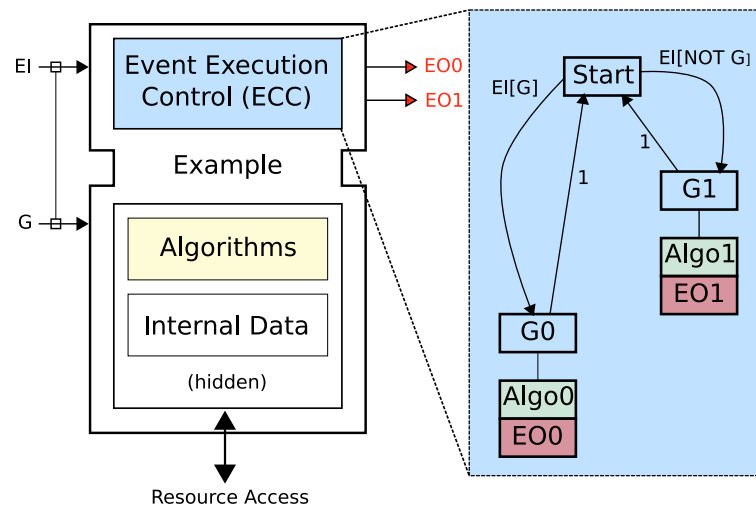 EI
Event Execution
Control (ECC)
EO0
EO1
Example
G
Algorithms
Internal Data
(hidden)
Resource Access
Start
EI[G]
EI[NOT G]
1
1
G1
Algo1
EO1
G0
Algo0
EO0